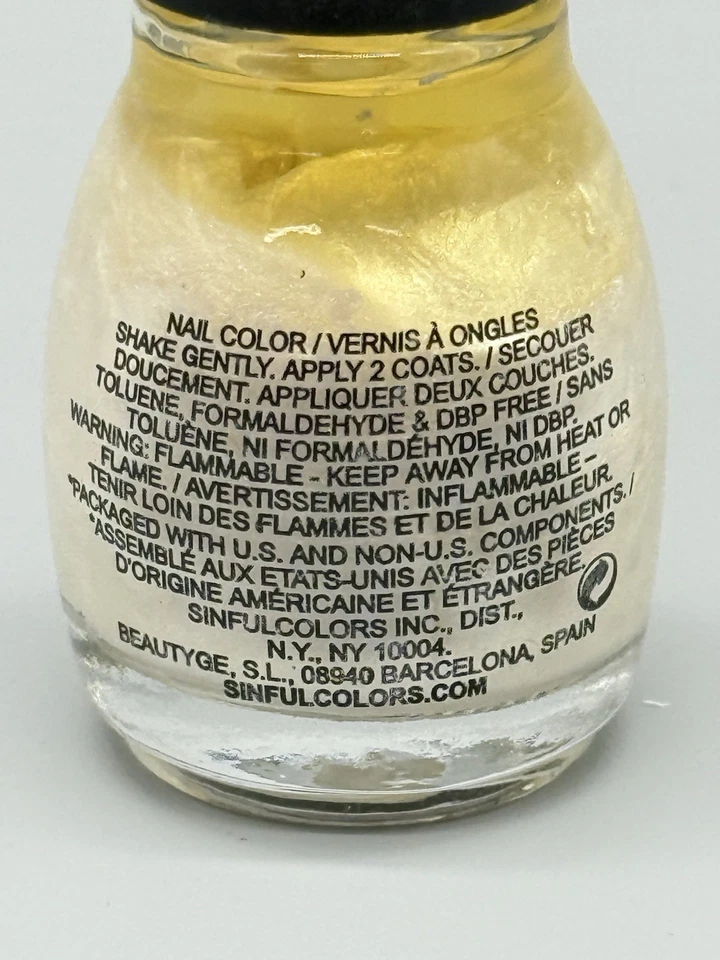 NAIL COLOR / VERNIS À ONGLES
SHAKE GENTLY. APPLY 2 COATS. / SECOUER
DOUCEMENT. APPLIQUER DEUX COUCHES.
TOLUENE, FORMALDEHYDE & DBP FREE / SANS
TOLUÈNE, NI FORMALDÉHYDE, NI DBP.
WARNING: FLAMMABLE - KEEP AWAY FROM HEAT OR
FLAME. / AVERTISSEMENT: INFLAMMABLE –
TENIR LOIN DES FLAMMES ET DE LA CHALEUR.
*PACKAGED WITH U.S. AND NON-U.S. COMPONENTS. /
*ASSEMBLÉ AUX ETATS-UNIS AVEC DES PIÈCES
D'ORIGINE AMÉRICAINE ET ÉTRANGÈRE.
SINFULCOLORS INC., DIST.,
N.Y., NY 10004.
BEAUTYGE, S.L., 08940 BARCELONA, SPAIN
SINFULCOLORS.COM